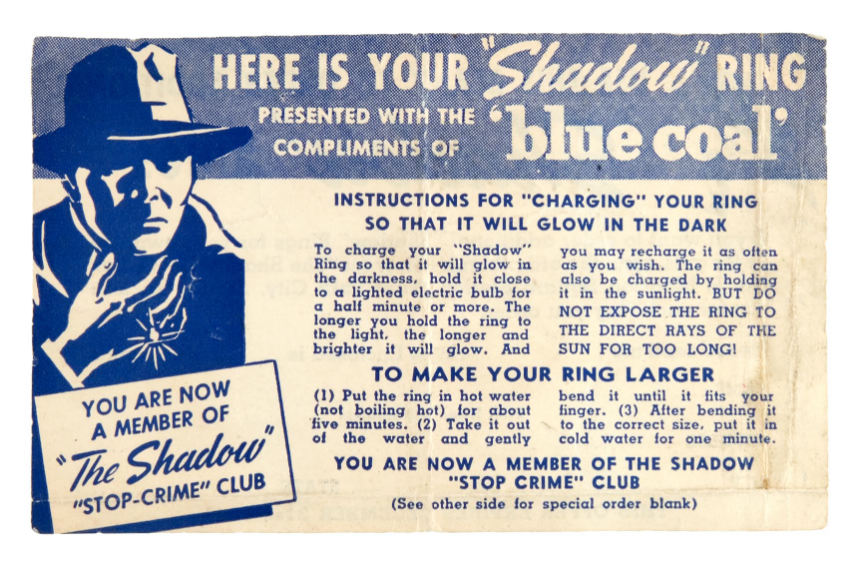 HERE IS YOUR "Shadow" RING
PRESENTED WITH THE
COMPLIMENTS OF 'blue coal'
INSTRUCTIONS FOR "CHARGING" YOUR RING
SO THAT IT WILL GLOW IN THE DARK
To charge your "Shadow"
Ring so that it will glow in
the darkness, hold it close
to a lighted electric bulb for
a half minute or more. The
longer you hold the ring to
the light, the longer and
brighter it will glow. And
you may recharge it as often
as you wish. The ring can
also be charged by holding
it in the sunlight. BUT DO
NOT EXPOSE THE RING TO
THE DIRECT RAYS OF THE
SUN FOR TOO LONG!
TO MAKE YOUR RING LARGER
(1) Put the ring in hot water
(not boiling hot) for about
five minutes. (2) Take it out
of the water and gently
bend it until it fits your
finger. (3) After bending it
to the correct size, put it in
cold water for one minute.
YOU ARE NOW A MEMBER OF THE SHADOW
"STOP CRIME" CLUB
(See other side for special order blank)
YOU ARE NOW
A MEMBER OF
"The Shadow"
"STOP-CRIME" CLUB